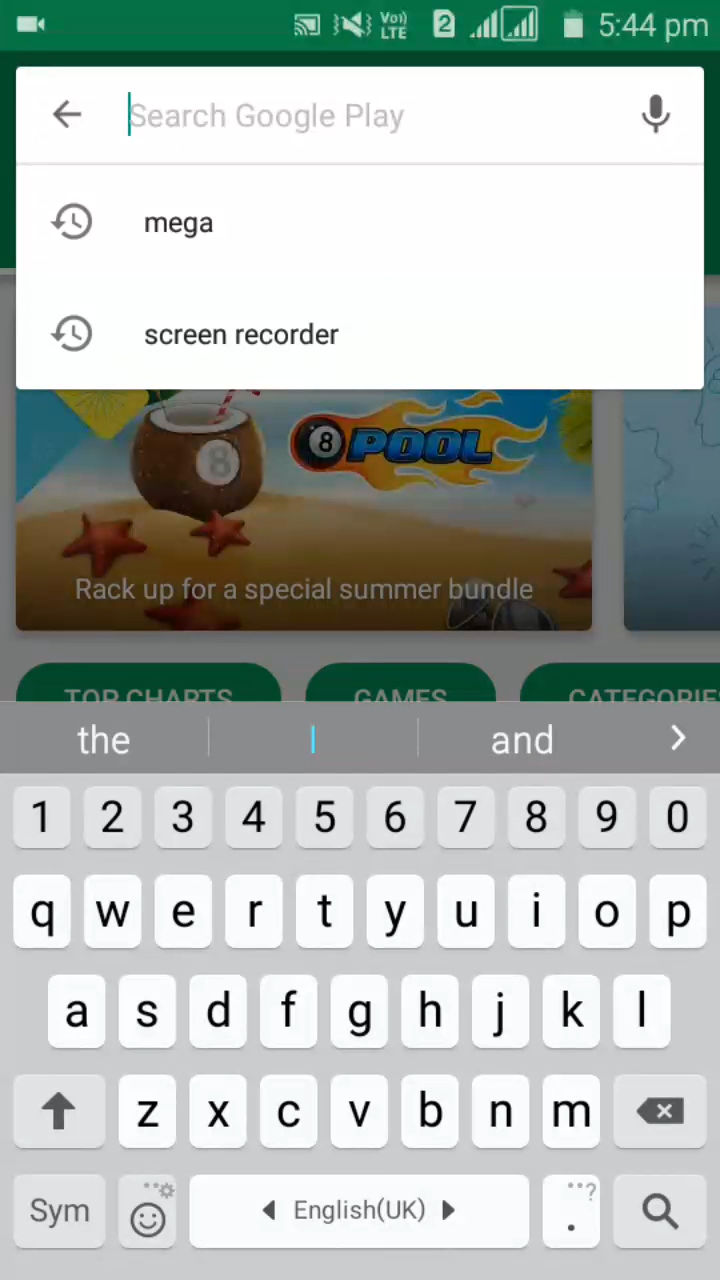 Vo))
LTE
2
5:44 pm
Search Google Play
mega
screen recorder
8
8 POOL
Rack up for a special summer bundle
TOP CHARTS
GAMES
CATEGORIE
the
I
and
1 2 3 4 5 6 7 8 9 0
q w e r t y u i o p
a s d f g h j k l
z x c v b n m
Sym
English(UK)
?
.